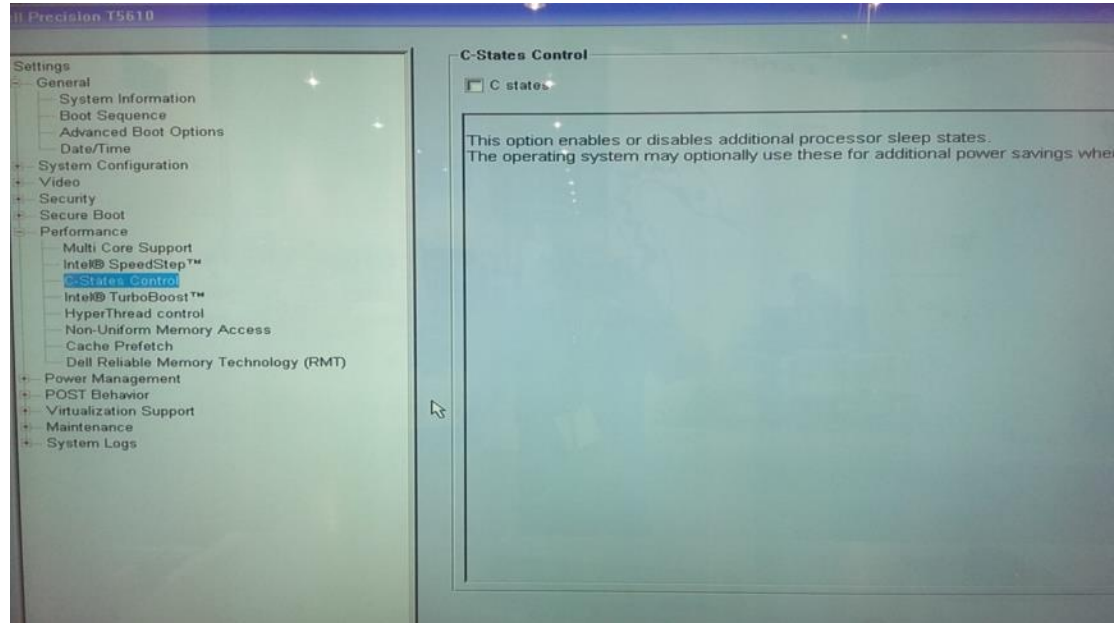 ll Precision T5610
Settings
General
System Information
Boot Sequence
Advanced Boot Options
Date/Time
System Configuration
Video
Security
Secure Boot
Performance
Multi Core Support
Intel® SpeedStep™
C-States Control
Intel® TurboBoost™
HyperThread control
Non-Uniform Memory Access
Cache Prefetch
Dell Reliable Memory Technology (RMT)
Power Management
POST Behavior
Virtualization Support
Maintenance
System Logs
C-States Control
C states
This option enables or disables additional processor sleep states.
The operating system may optionally use these for additional power savings whe